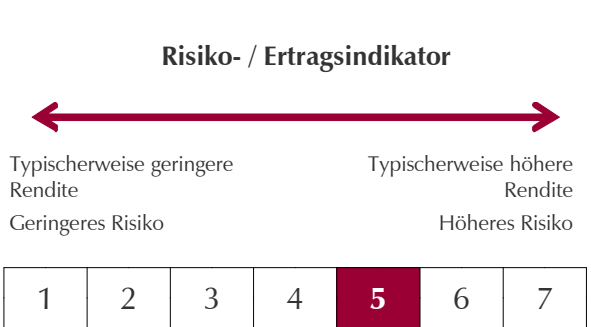 Risiko- / Ertragsindikator
Typischerweise geringere Rendite
Geringeres Risiko
Typischerweise höhere Rendite
Höheres Risiko
1 2 3 4 5 6 7